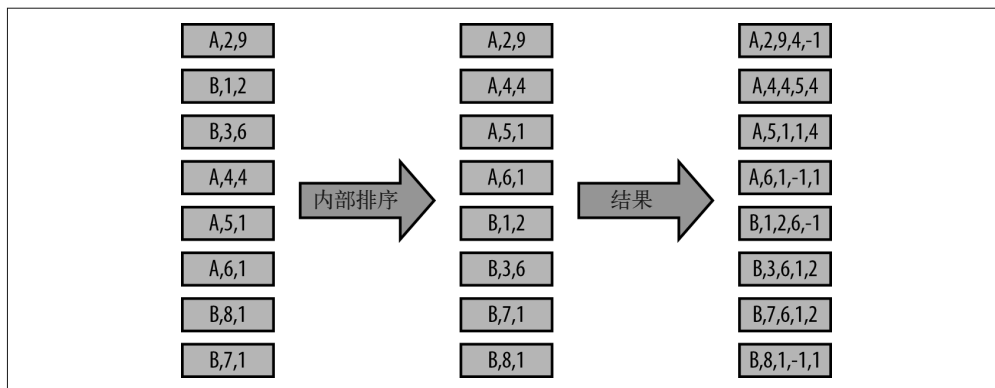 A,2,9
B,1,2
B,3,6
A,4,4
A,5,1
A,6,1
B,8,1
B,7,1
内部排序
A,2,9
A,4,4
A,5,1
A,6,1
B,1,2
B,3,6
B,7,1
B,8,1
结果
A,2,9,4,-1
A,4,4,5,4
A,5,1,1,4
A,6,1,-1,1
B,1,2,6,-1
B,3,6,1,2
B,7,6,1,2
B,8,1,-1,1